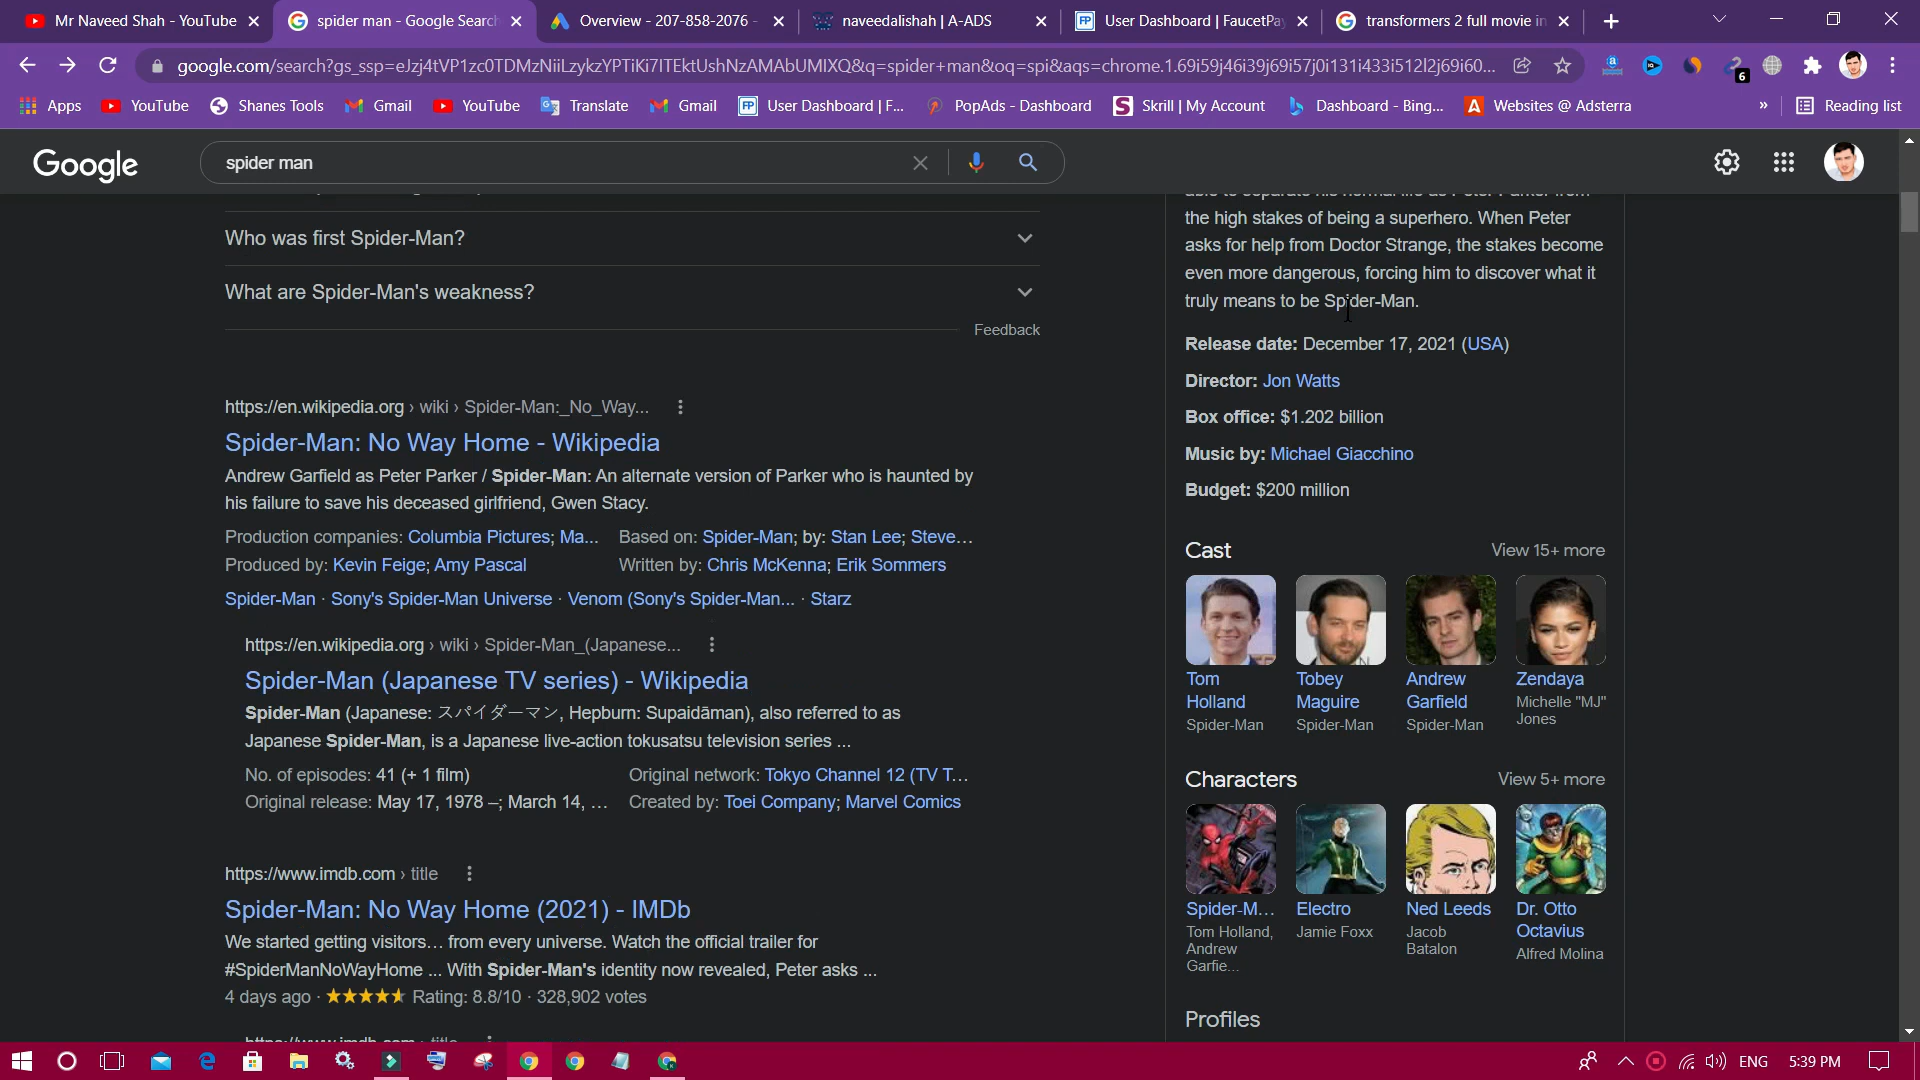 Mr Naveed Shah - YouTube
spider man - Google Search
Overview - 207-858-2076 -
naveedalishah | A-ADS
User Dashboard | FaucetPay
transformers 2 full movie in
google.com/search?gs_ssp=eJzj4tVP1zc0TDMzNiiLzykzYPTiKi7ITEktUshNzAMAbUMIXQ&q=spider+man&oq=spi&aqs=chrome.1.69i59j46i39j69i57j0i131i433i512l2j69i60...
6
Apps
YouTube
Shanes Tools
Gmail
YouTube
Translate
Gmail
User Dashboard | F...
PopAds - Dashboard
Skrill | My Account
Dashboard - Bing...
Websites @ Adsterra
»
Reading list
Google
spider man
Who was first Spider-Man?
What are Spider-Man's weakness?
Feedback
https://en.wikipedia.org › wiki › Spider-Man:_No_Way...
Spider-Man: No Way Home - Wikipedia
Andrew Garfield as Peter Parker / Spider-Man: An alternate version of Parker who is haunted by
his failure to save his deceased girlfriend, Gwen Stacy.
Production companies: Columbia Pictures; Ma...
Based on: Spider-Man; by: Stan Lee; Steve...
Produced by: Kevin Feige; Amy Pascal
Written by: Chris McKenna; Erik Sommers
Spider-Man · Sony's Spider-Man Universe · Venom (Sony's Spider-Man... · Starz
https://en.wikipedia.org › wiki › Spider-Man_(Japanese...
Spider-Man (Japanese TV series) - Wikipedia
Spider-Man (Japanese: スパイダーマン, Hepburn: Supaidāman), also referred to as
Japanese Spider-Man, is a Japanese live-action tokusatsu television series ...
No. of episodes: 41 (+ 1 film)
Original network: Tokyo Channel 12 (TV T...
Original release: May 17, 1978 –; March 14, ...
Created by: Toei Company; Marvel Comics
https://www.imdb.com › title
Spider-Man: No Way Home (2021) - IMDb
We started getting visitors... from every universe. Watch the official trailer for
#SpiderManNoWayHome ... With Spider-Man's identity now revealed, Peter asks ...
4 days ago · ★★★★★ Rating: 8.8/10 · 328,902 votes
able to separate his normal life as Peter Parker from
the high stakes of being a superhero. When Peter
asks for help from Doctor Strange, the stakes become
even more dangerous, forcing him to discover what it
truly means to be Spider-Man.
Release date: December 17, 2021 (USA)
Director: Jon Watts
Box office: $1.202 billion
Music by: Michael Giacchino
Budget: $200 million
Cast
View 15+ more
Tom
Holland
Spider-Man
Tobey
Maguire
Spider-Man
Andrew
Garfield
Spider-Man
Zendaya
Michelle "MJ"
Jones
Characters
View 5+ more
Spider-M...
Tom Holland,
Andrew
Garfie...
Electro
Jamie Foxx
Ned Leeds
Jacob
Batalon
Dr. Otto
Octavius
Alfred Molina
Profiles
ENG
5:39 PM